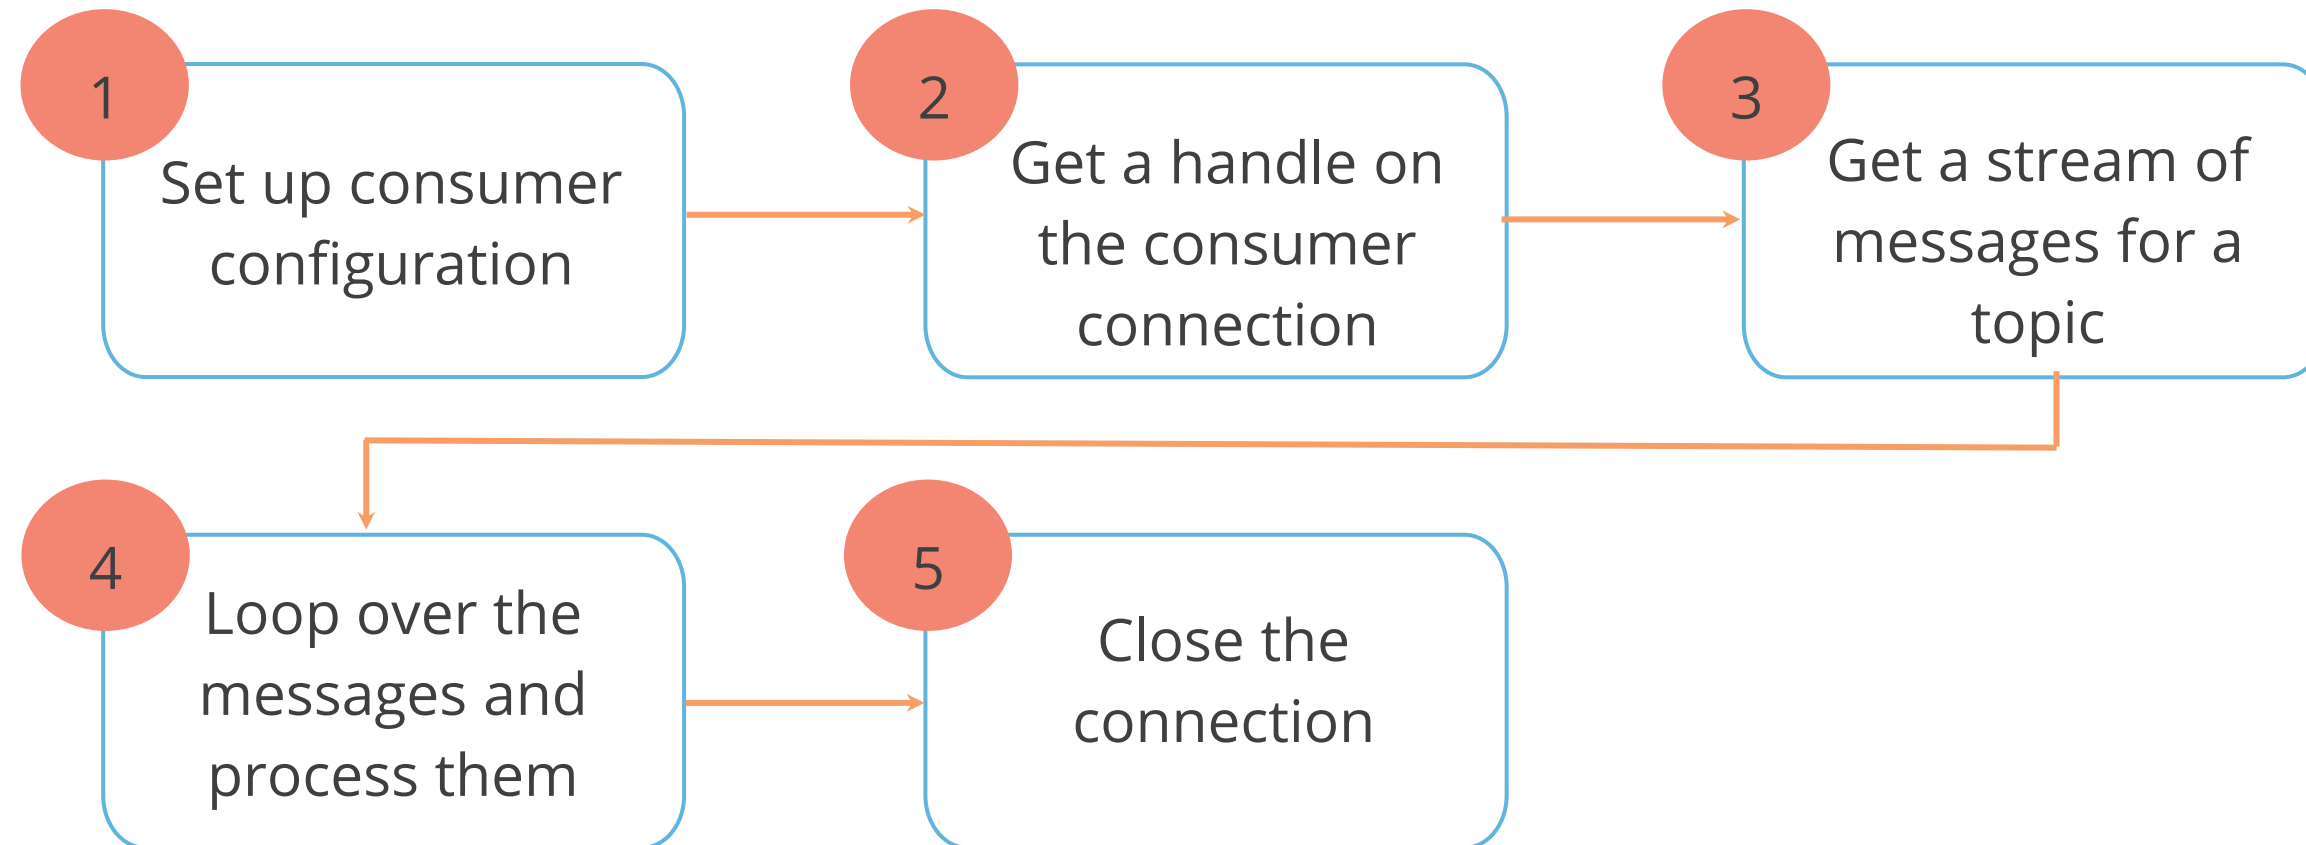 1
Set up consumer
configuration
2
Get a handle on
the consumer
connection
3
Get a stream of
messages for a
topic
4
Loop over the
messages and
process them
5
Close the
connection